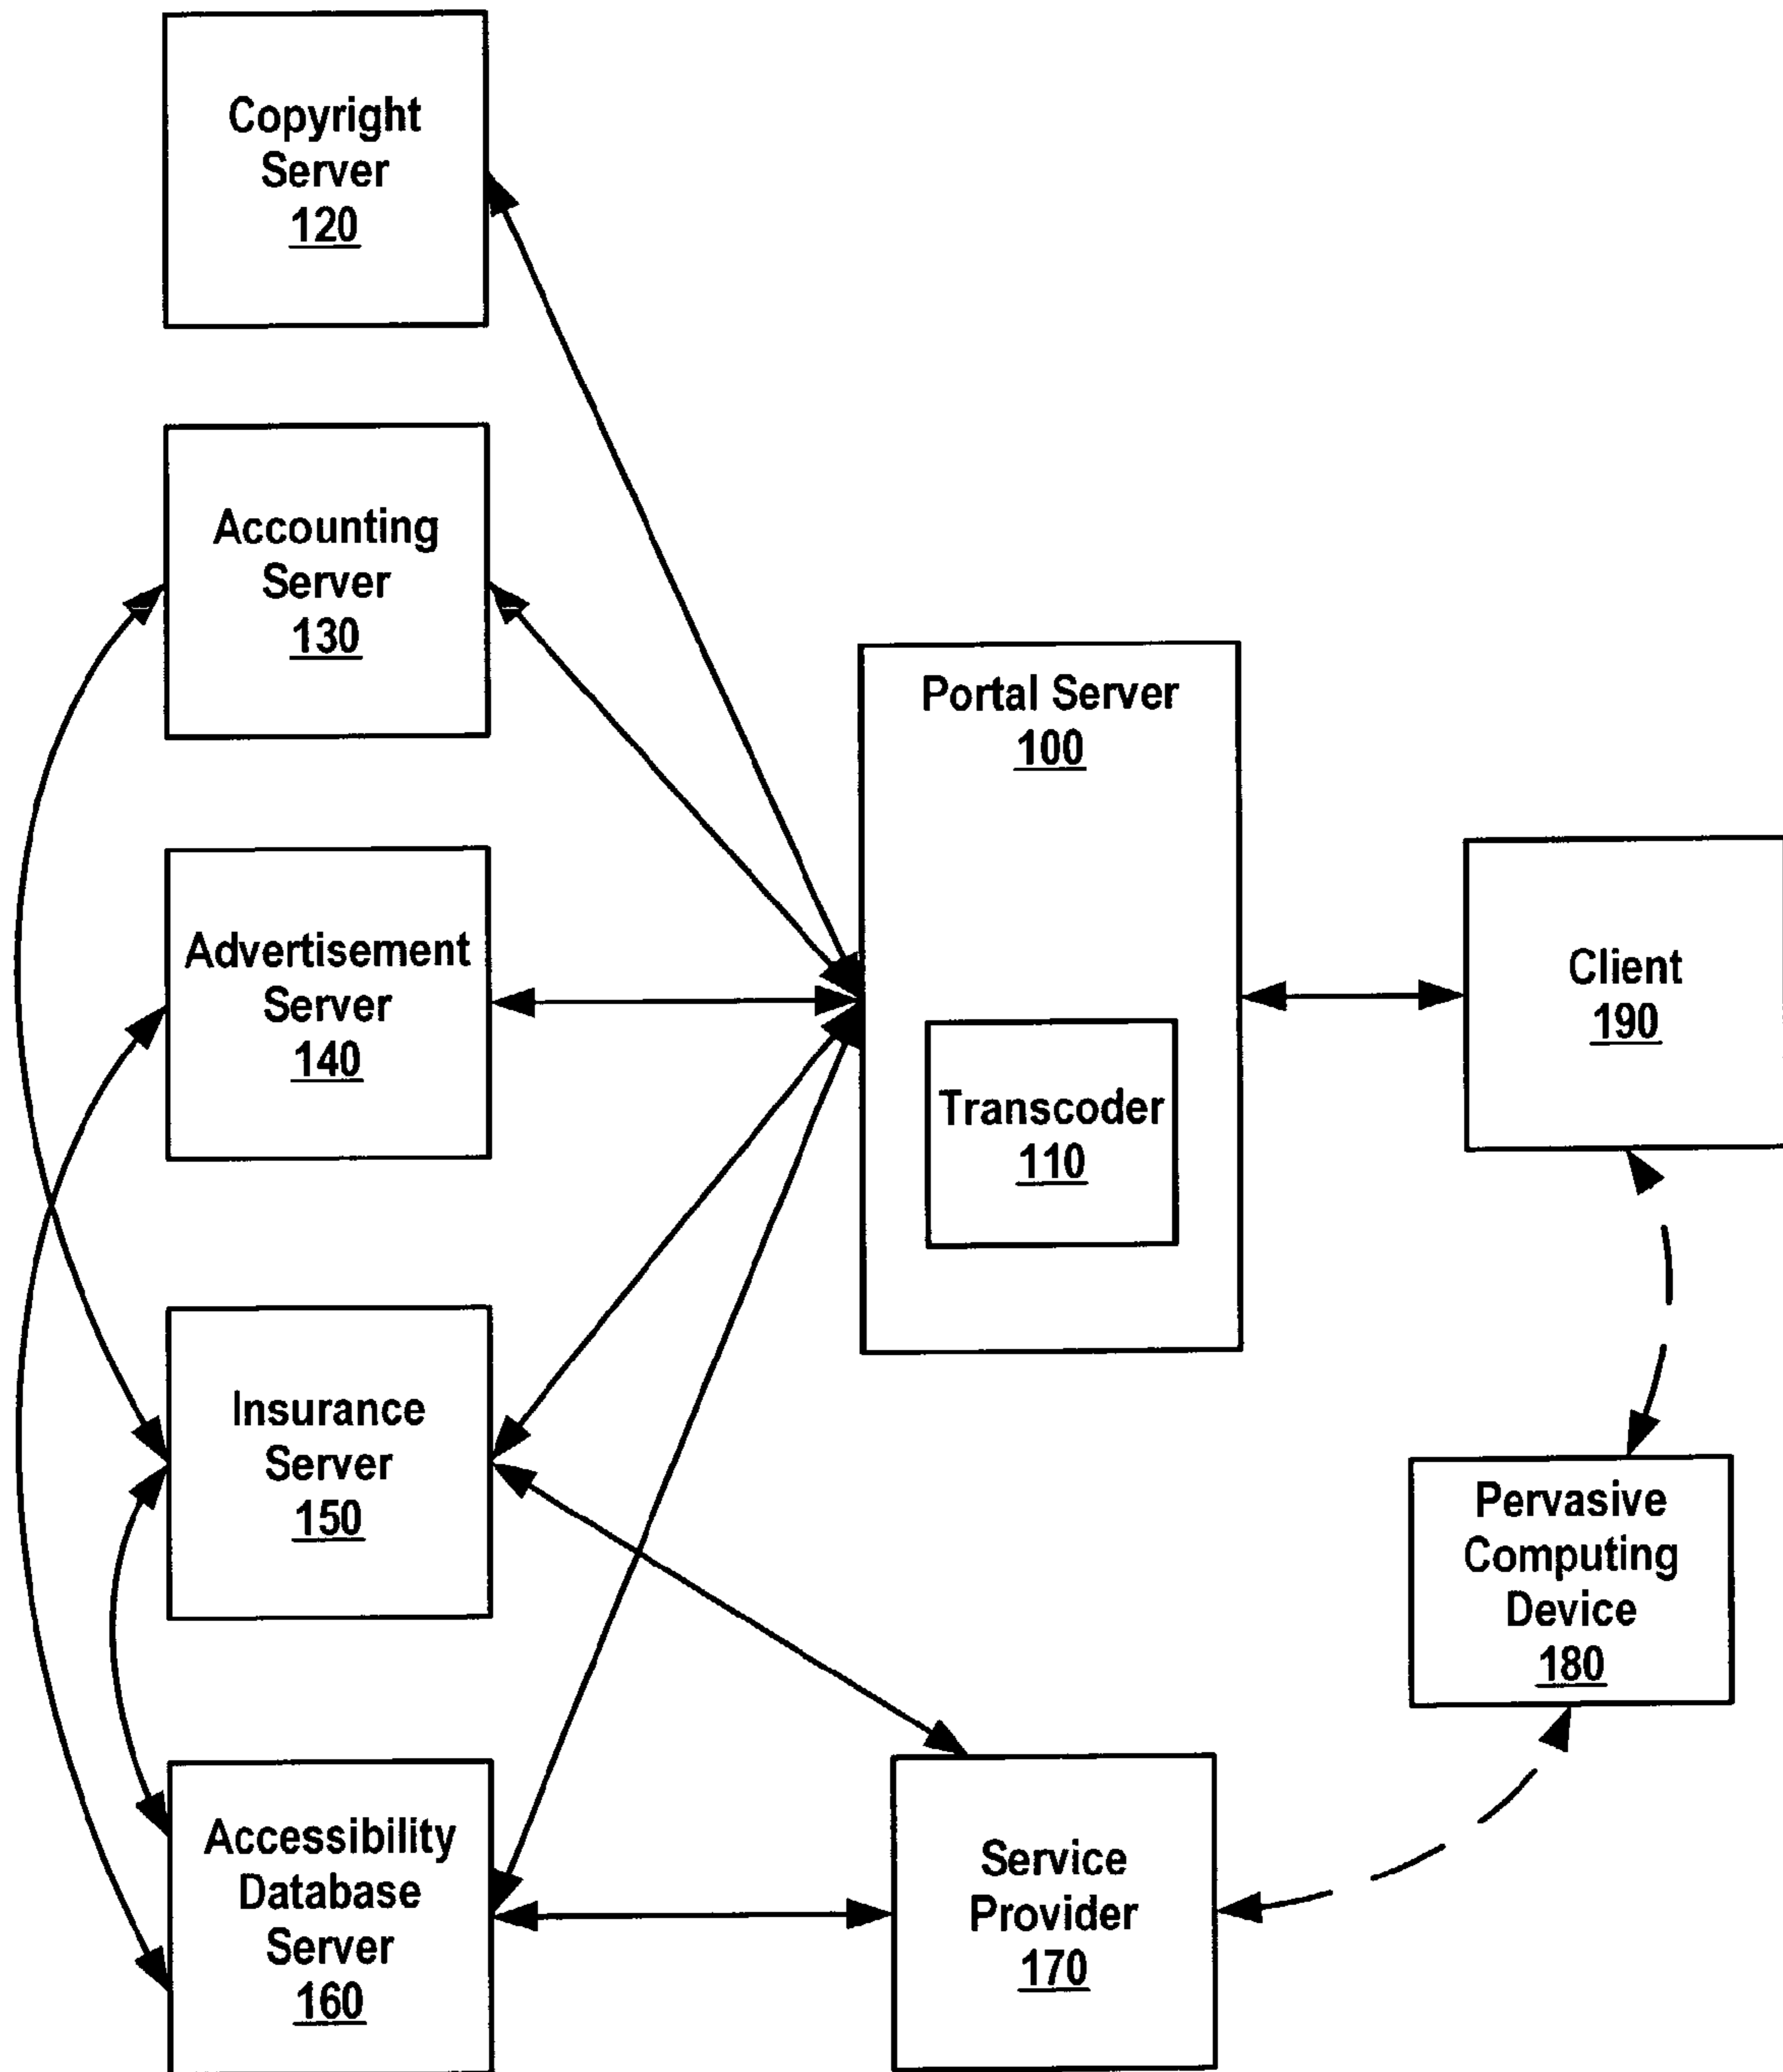 Copyright
Server
120
Accounting
Server
130
Advertisement
Server
140
Insurance
Server
150
Accessibility
Database
Server
160
Portal Server
100
Transcoder
110
Service
Provider
170
Client
190
Pervasive
Computing
Device
180